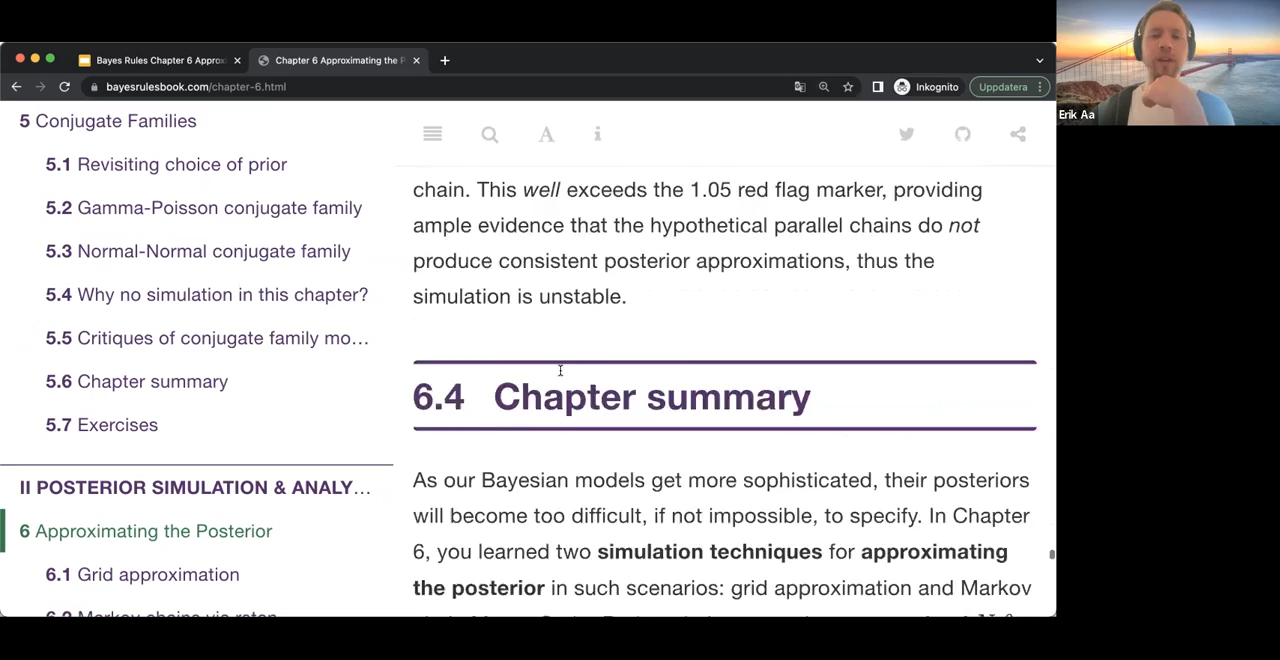 Bayes Rules Chapter 6 Approx
Chapter 6 Approximating the P
bayesrulesbook.com/chapter-6.html
Inkognito
Uppdatera
Erik Aa
5 Conjugate Families
5.1 Revisiting choice of prior
5.2 Gamma-Poisson conjugate family
5.3 Normal-Normal conjugate family
5.4 Why no simulation in this chapter?
5.5 Critiques of conjugate family mo…
5.6 Chapter summary
5.7 Exercises
II POSTERIOR SIMULATION & ANALY…
6 Approximating the Posterior
6.1 Grid approximation
6.2 Markov chains via rstan
chain. This well exceeds the 1.05 red flag marker, providing
ample evidence that the hypothetical parallel chains do not
produce consistent posterior approximations, thus the
simulation is unstable.
6.4 Chapter summary
As our Bayesian models get more sophisticated, their posteriors
will become too difficult, if not impossible, to specify. In Chapter
6, you learned two simulation techniques for approximating
the posterior in such scenarios: grid approximation and Markov